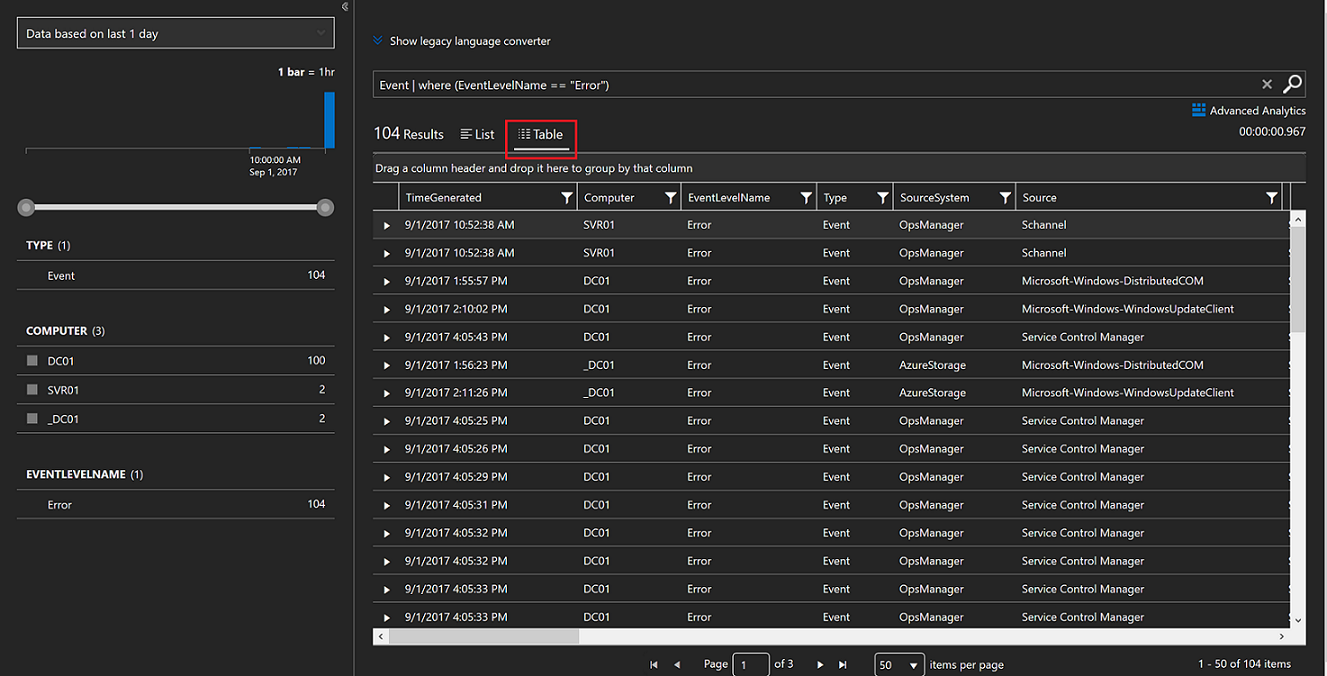 Data based on last 1 day
1 bar = 1hr
10:00:00 AM
Sep 1, 2017
TYPE (1)
Event 104
COMPUTER (3)
DC01 100
SVR01 2
_DC01 2
EVENTLEVELNAME (1)
Error 104
Show legacy language converter
Event | where (EventLevelName == "Error")
Advanced Analytics
104 Results List Table
00:00:00.967
Drag a column header and drop it here to group by that column
TimeGenerated Computer EventLevelName Type SourceSystem Source
9/1/2017 10:52:38 AM SVR01 Error Event OpsManager Schannel
9/1/2017 10:52:38 AM SVR01 Error Event OpsManager Schannel
9/1/2017 1:55:57 PM DC01 Error Event OpsManager Microsoft-Windows-DistributedCOM
9/1/2017 2:10:02 PM DC01 Error Event OpsManager Microsoft-Windows-WindowsUpdateClient
9/1/2017 4:05:43 PM DC01 Error Event OpsManager Service Control Manager
9/1/2017 1:56:23 PM _DC01 Error Event AzureStorage Microsoft-Windows-DistributedCOM
9/1/2017 2:11:26 PM _DC01 Error Event AzureStorage Microsoft-Windows-WindowsUpdateClient
9/1/2017 4:05:25 PM DC01 Error Event OpsManager Service Control Manager
9/1/2017 4:05:26 PM DC01 Error Event OpsManager Service Control Manager
9/1/2017 4:05:29 PM DC01 Error Event OpsManager Service Control Manager
9/1/2017 4:05:31 PM DC01 Error Event OpsManager Service Control Manager
9/1/2017 4:05:32 PM DC01 Error Event OpsManager Service Control Manager
9/1/2017 4:05:32 PM DC01 Error Event OpsManager Service Control Manager
9/1/2017 4:05:33 PM DC01 Error Event OpsManager Service Control Manager
9/1/2017 4:05:33 PM DC01 Error Event OpsManager Service Control Manager
Page 1 of 3 50 items per page 1 - 50 of 104 items